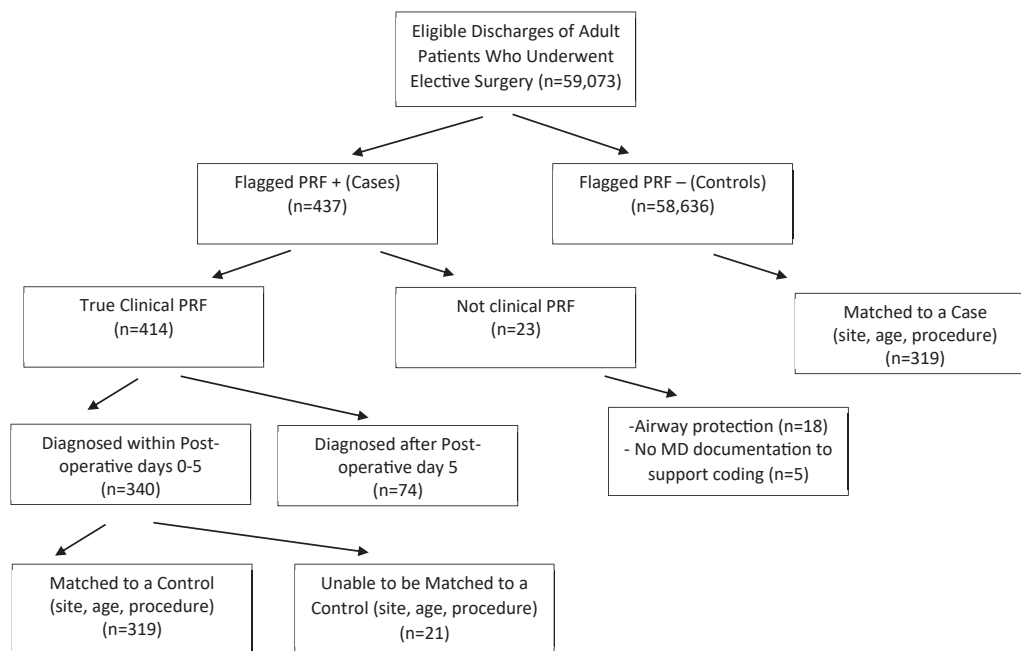 Eligible Discharges of Adult
Patients Who Underwent
Elective Surgery (n=59,073)
Flagged PRF + (Cases)
(n=437)
Flagged PRF – (Controls)
(n=58,636)
True Clinical PRF
(n=414)
Not clinical PRF
(n=23)
Matched to a Case
(site, age, procedure)
(n=319)
Diagnosed within Post-
operative days 0-5
(n=340)
Diagnosed after Post-
operative day 5
(n=74)
-Airway protection (n=18)
- No MD documentation to
support coding (n=5)
Matched to a Control
(site, age, procedure)
(n=319)
Unable to be Matched to a
Control (site, age, procedure)
(n=21)